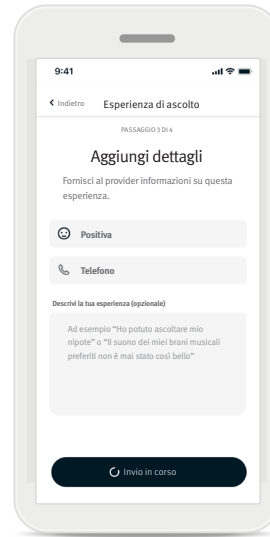 9:41
Indietro Esperienza di ascolto
PASSAGGIO 3 DI 4
Aggiungi dettagli
Fornisci al provider informazioni su questa
esperienza.
Positiva
Telefono
Descrivi la tua esperienza (opzionale)
Ad esempio “Ho potuto ascoltare mio
nipote” o “Il suono dei miei brani musicali
preferiti non è mai stato così bello”
Invio in corso